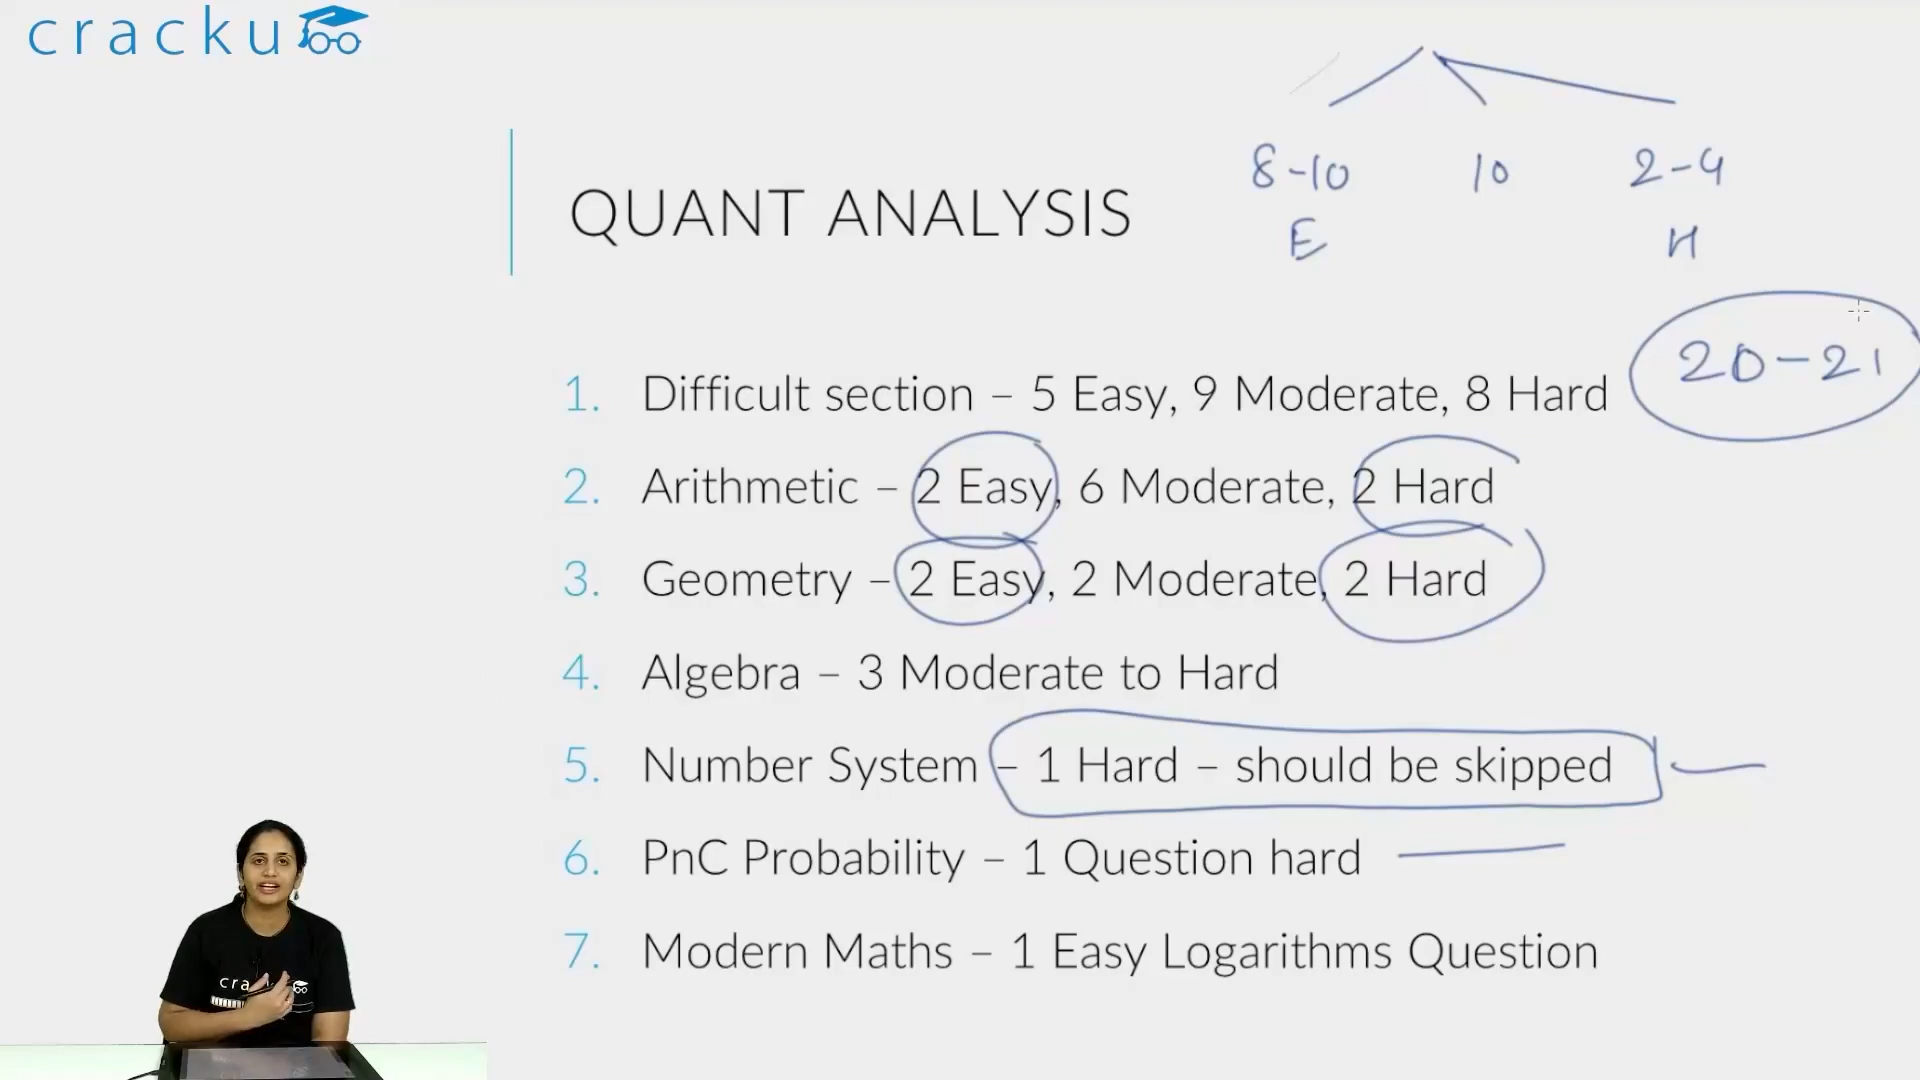 cracku
8-10 10 2-4
E H
QUANT ANALYSIS
20-21
1. Difficult section – 5 Easy, 9 Moderate, 8 Hard
2. Arithmetic – 2 Easy, 6 Moderate, 2 Hard
3. Geometry – 2 Easy, 2 Moderate, 2 Hard
4. Algebra – 3 Moderate to Hard
5. Number System – 1 Hard – should be skipped
6. PnC Probability – 1 Question hard
7. Modern Maths – 1 Easy Logarithms Question